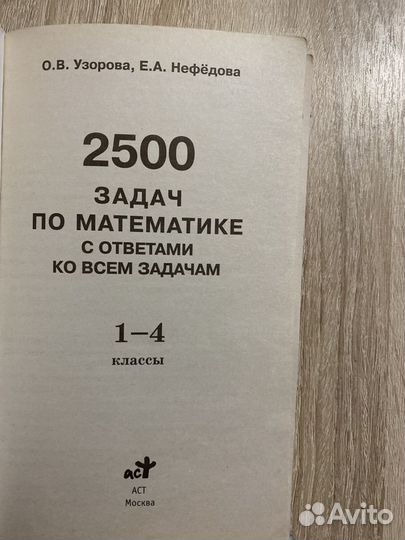 О.В. Узорова, Е.А. Нефёдова
2500
ЗАДАЧ
ПО МАТЕМАТИКЕ
С ОТВЕТАМИ
КО ВСЕМ ЗАДАЧАМ
1–4
классы
аст
АСТ
Москва
Avito